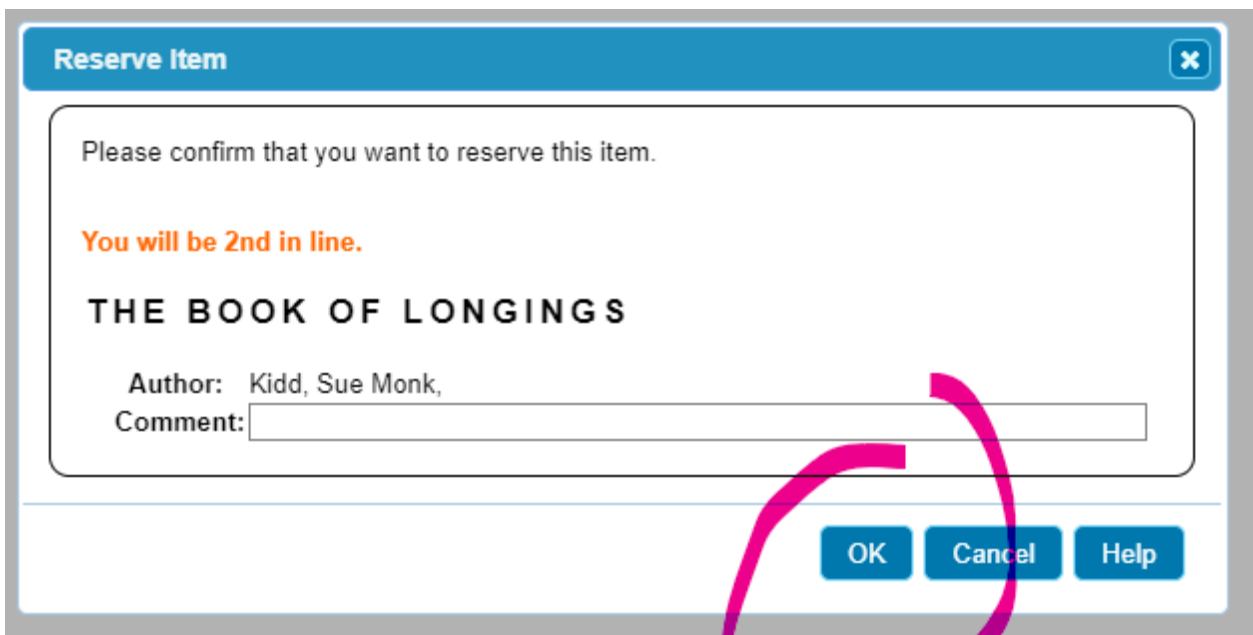 Reserve Item
Please confirm that you want to reserve this item.
You will be 2nd in line.
THE BOOK OF LONGINGS
Author: Kidd, Sue Monk,
Comment:
OK Cancel Help